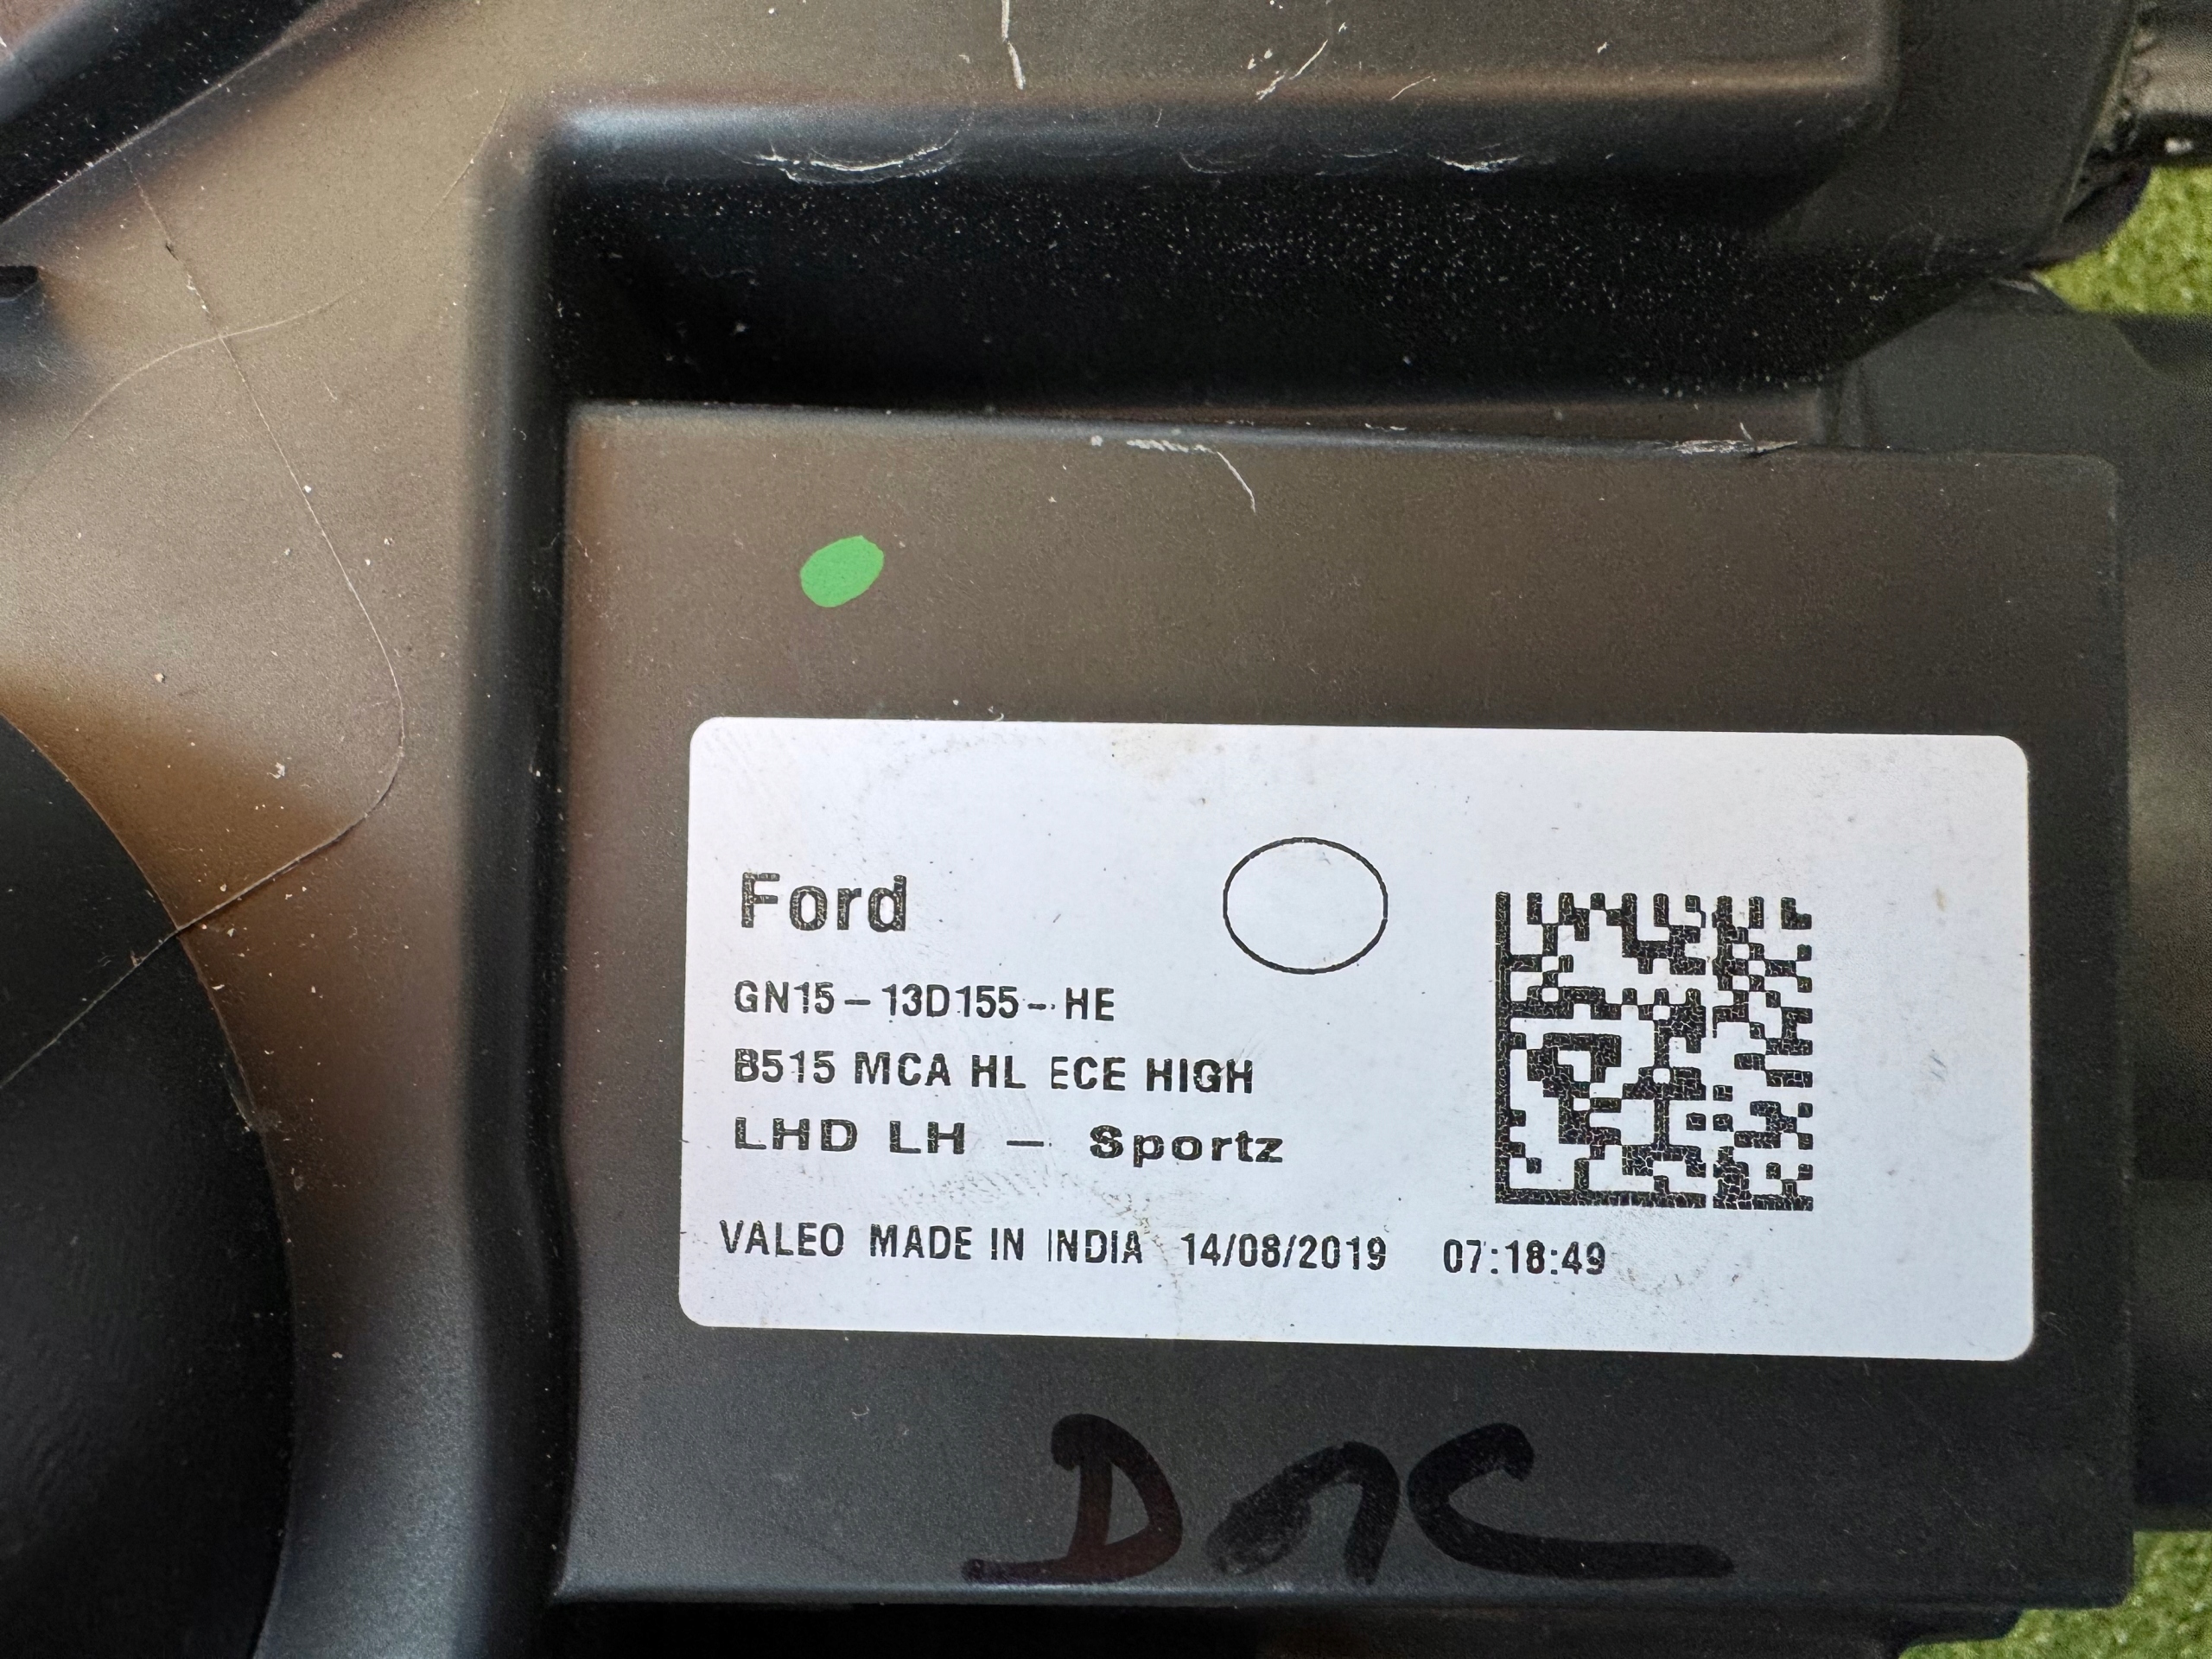 Ford
GN15-13D155-HE
B515 MCA HL ECE HIGH
LHD LH - Sportz
VALEO MADE IN INDIA 14/08/2019 07:18:49